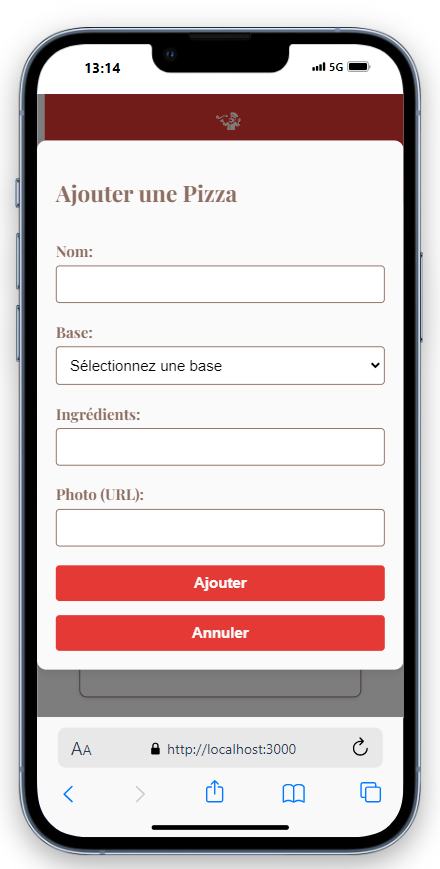 13:14
5G
Ajouter une Pizza
Nom:
Base:
Sélectionnez une base
Ingrédients:
Photo (URL):
Ajouter
Annuler
AA
http://localhost:3000